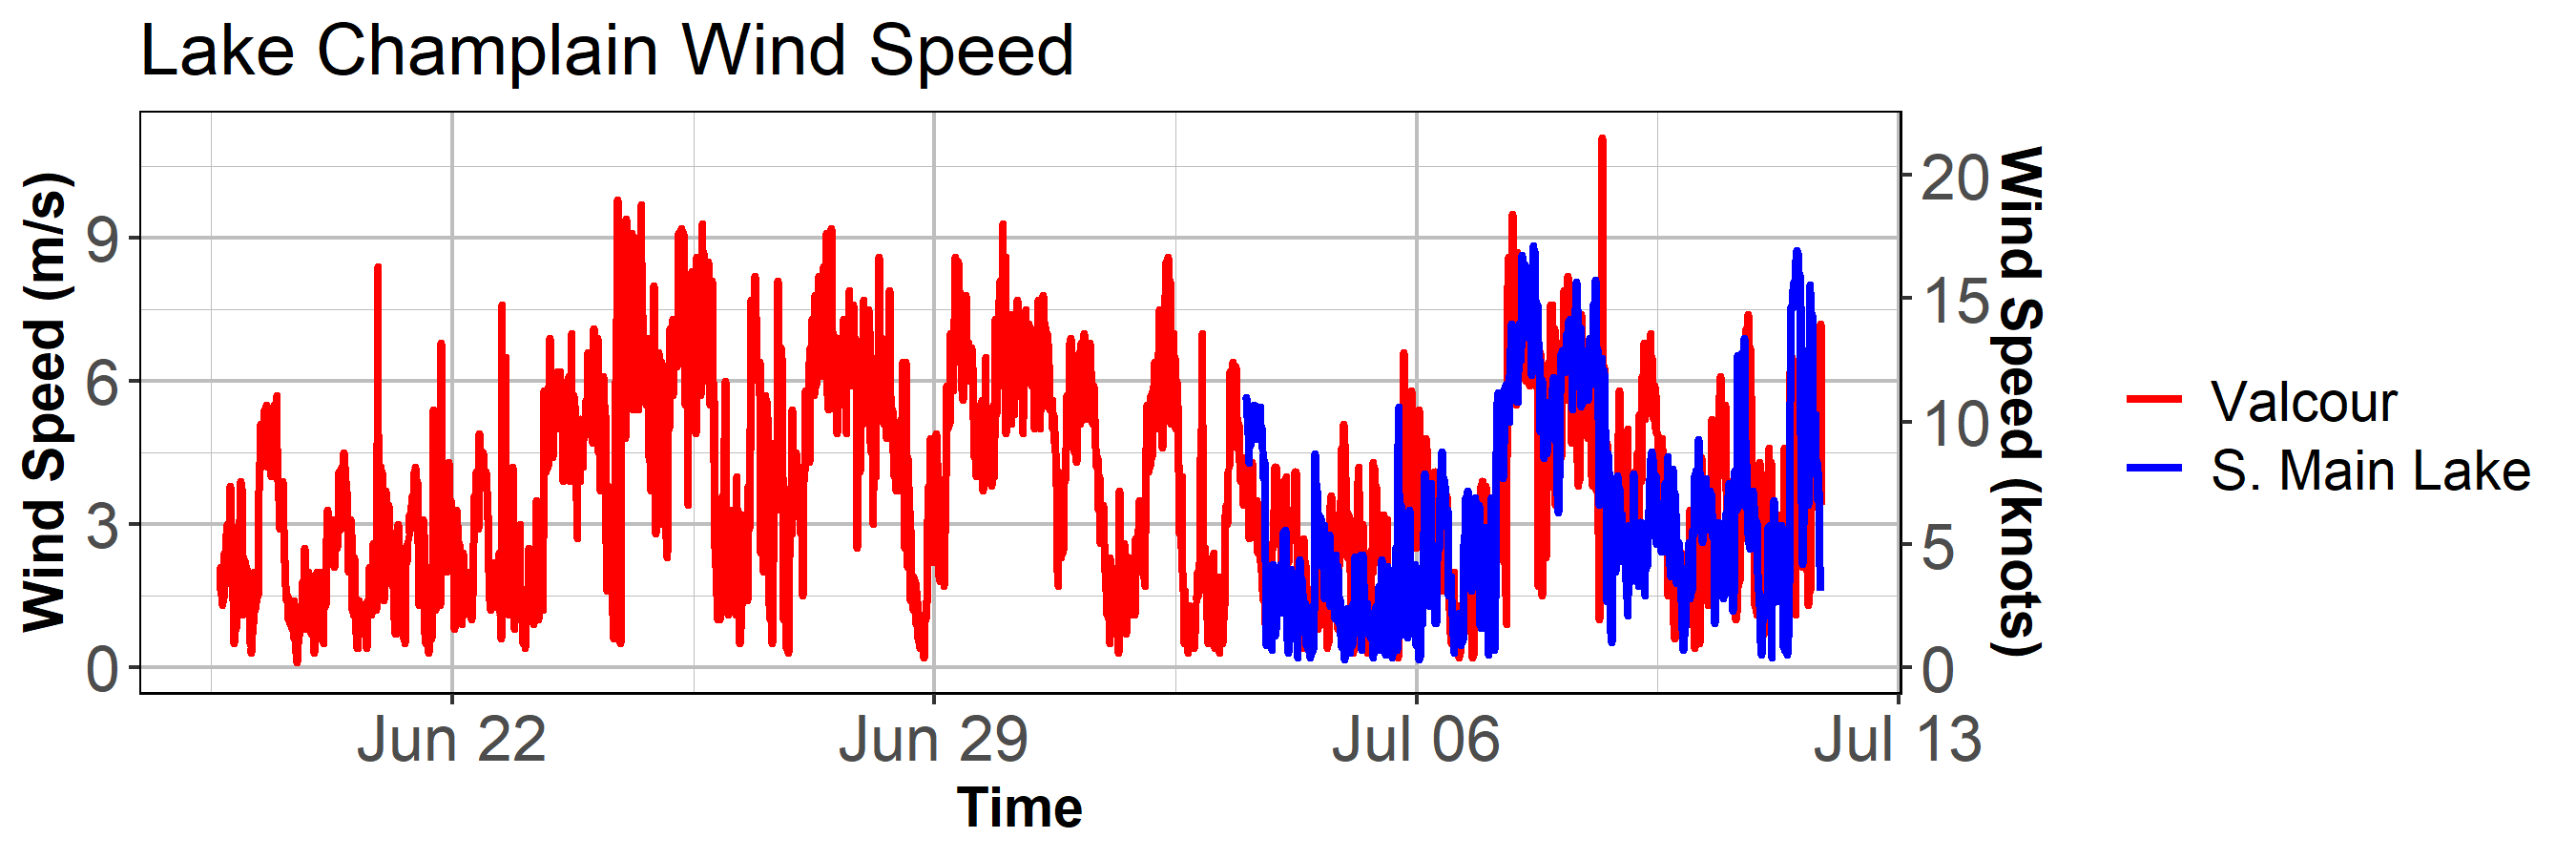 Lake Champlain Wind Speed
Wind Speed (m/s)
9
6
3
0
20
15
10
5
0
Wind Speed (knots)
Jun 22
Jun 29
Jul 06
Jul 13
Time
Valcour
S. Main Lake